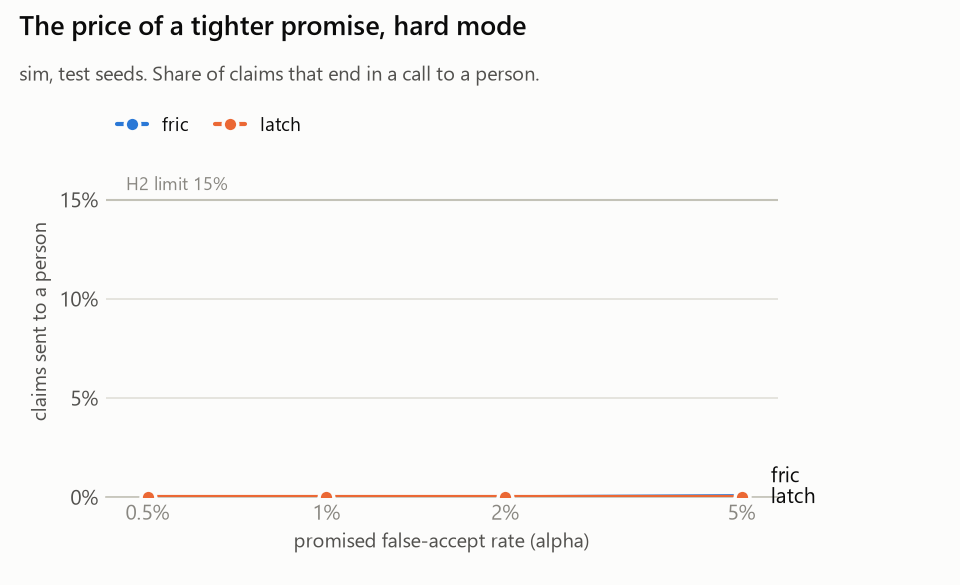 The price of a tighter promise, hard mode
sim, test seeds. Share of claims that end in a call to a person.
fric
latch
H2 limit 15%
15%
10%
5%
0%
claims sent to a person
fric
latch
0.5%
1%
2%
5%
promised false-accept rate (alpha)